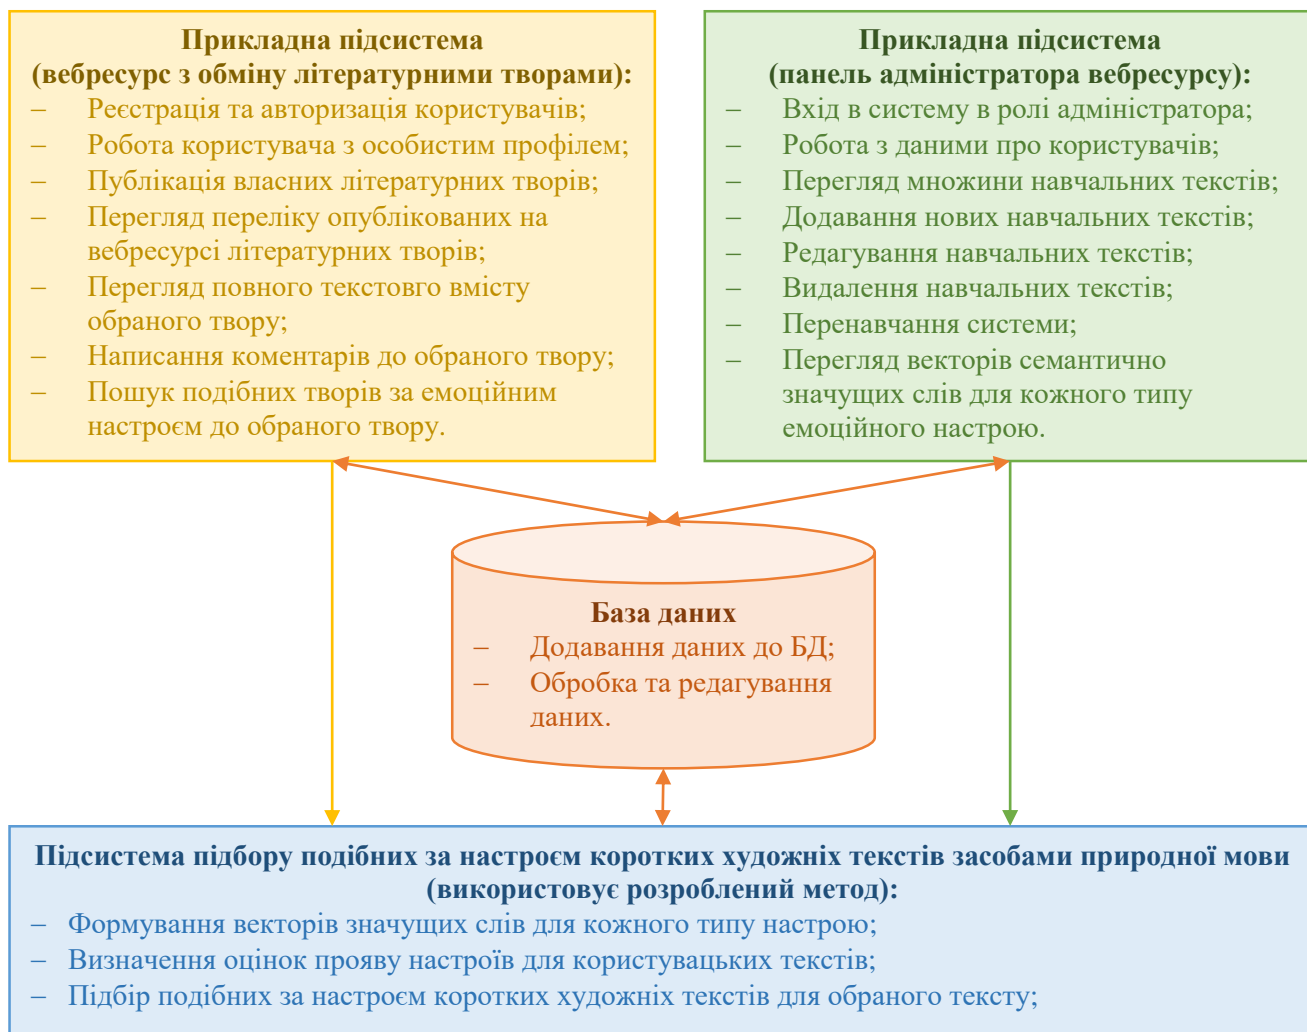 Прикладна підсистема
(вебресурс з обміну літературними творами):
– Реєстрація та авторизація користувачів;
– Робота користувача з особистим профілем;
– Публікація власних літературних творів;
– Перегляд переліку опублікованих на
вебресурсі літературних творів;
– Перегляд повного текстовго вмісту
обраного твору;
– Написання коментарів до обраного твору;
– Пошук подібних творів за емоційним
настроєм до обраного твору.
Прикладна підсистема
(панель адміністратора вебресурсу):
– Вхід в систему в ролі адміністратора;
– Робота з даними про користувачів;
– Перегляд множини навчальних текстів;
– Додавання нових навчальних текстів;
– Редагування навчальних текстів;
– Видалення навчальних текстів;
– Перенавчання системи;
– Перегляд векторів семантично
значущих слів для кожного типу
емоційного настрою.
База даних
– Додавання даних до БД;
– Обробка та редагування
даних.
Підсистема підбору подібних за настроєм коротких художніх текстів засобами природної мови
(використовує розроблений метод):
– Формування векторів значущих слів для кожного типу настрою;
– Визначення оцінок прояву настроїв для користувацьких текстів;
– Підбір подібних за настроєм коротких художніх текстів для обраного тексту;